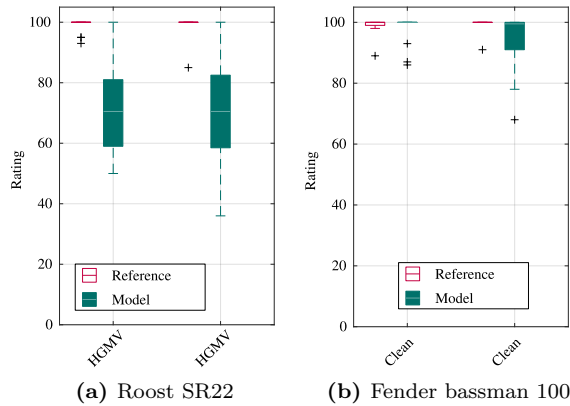 100
80
60
40
20
0
Rating
Reference
Model
HGMV
HGMV
(a) Roost SR22
100
80
60
40
20
0
Rating
Reference
Model
Clean
Clean
(b) Fender bassman 100